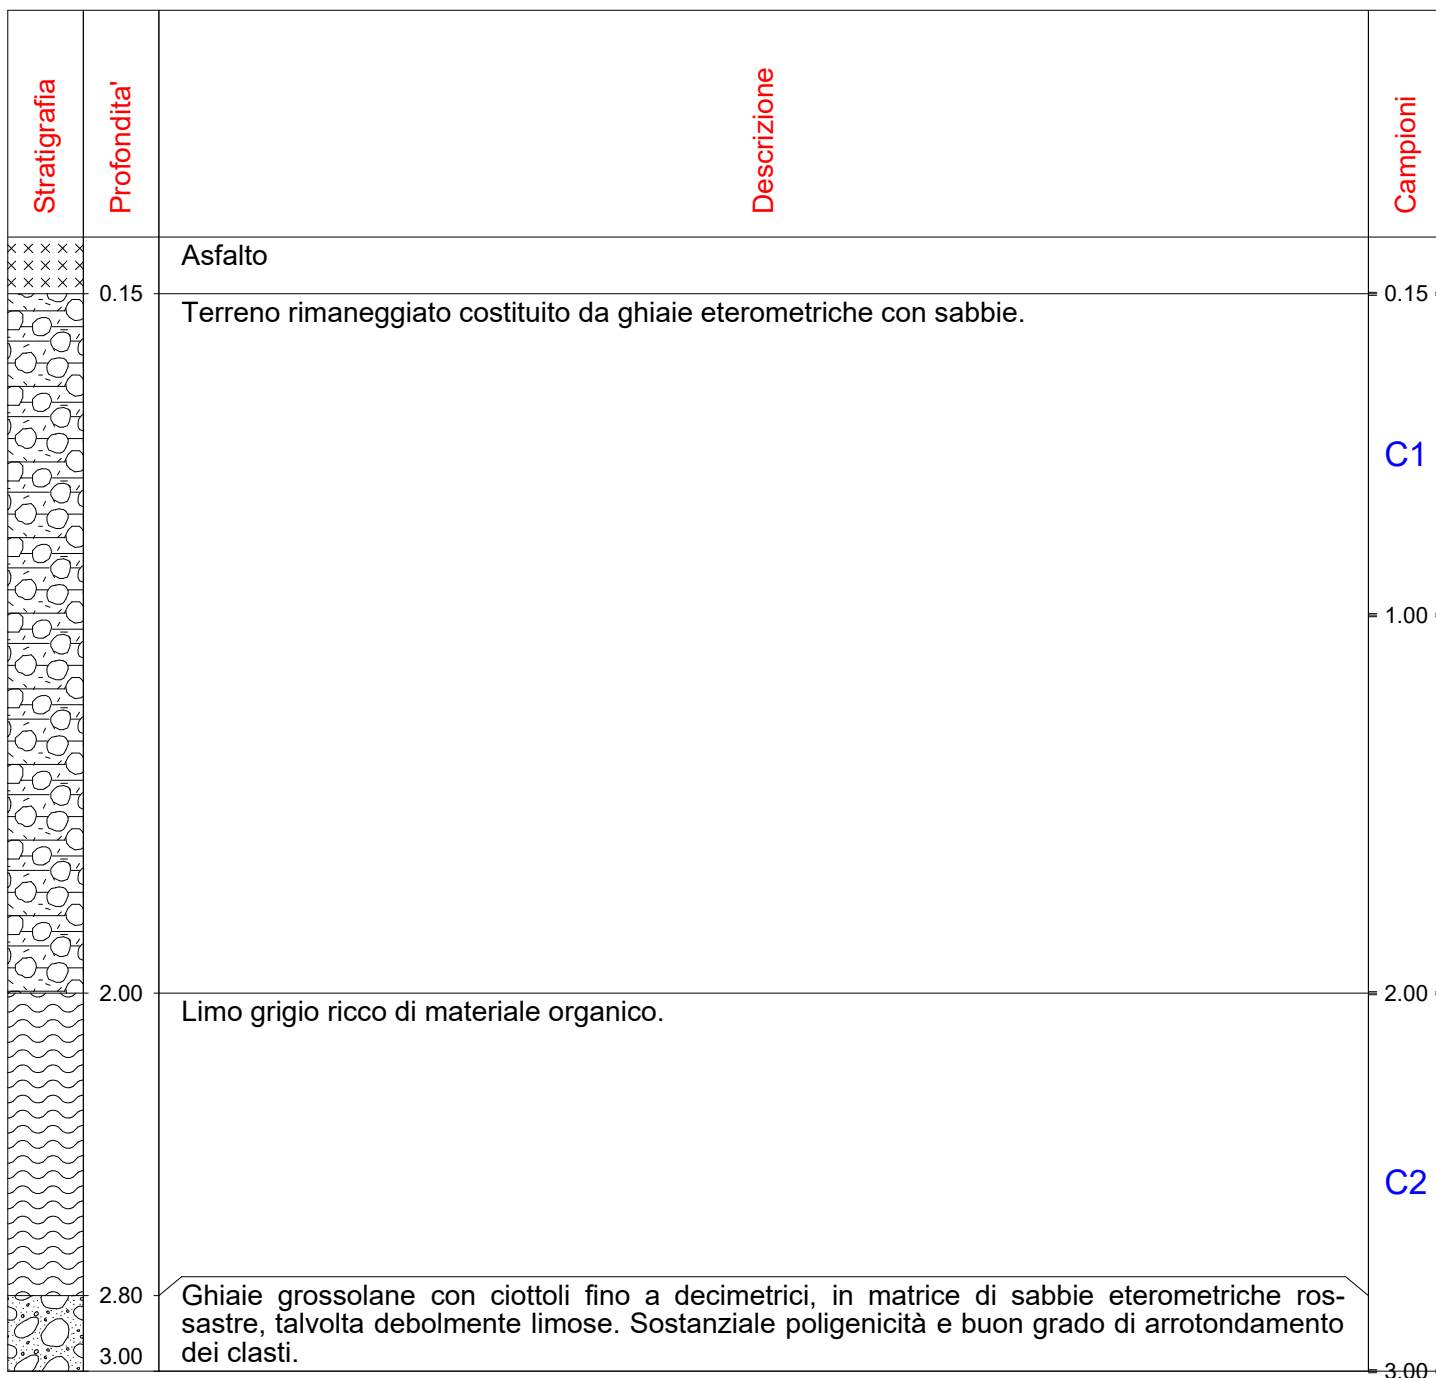 Stratigrafia
Profondita'
Descrizione
Campioni
Asfalto
0.15
0.15
Terreno rimaneggiato costituito da ghiaie eterometriche con sabbie.
C1
1.00
2.00
2.00
Limo grigio ricco di materiale organico.
C2
2.80
Ghiaie grossolane con ciottoli fino a decimetrici, in matrice di sabbie eterometriche ros-
sastre, talvolta debolmente limose. Sostanziale poligenicità e buon grado di arrotondamento
dei clasti.
3.00
3.00